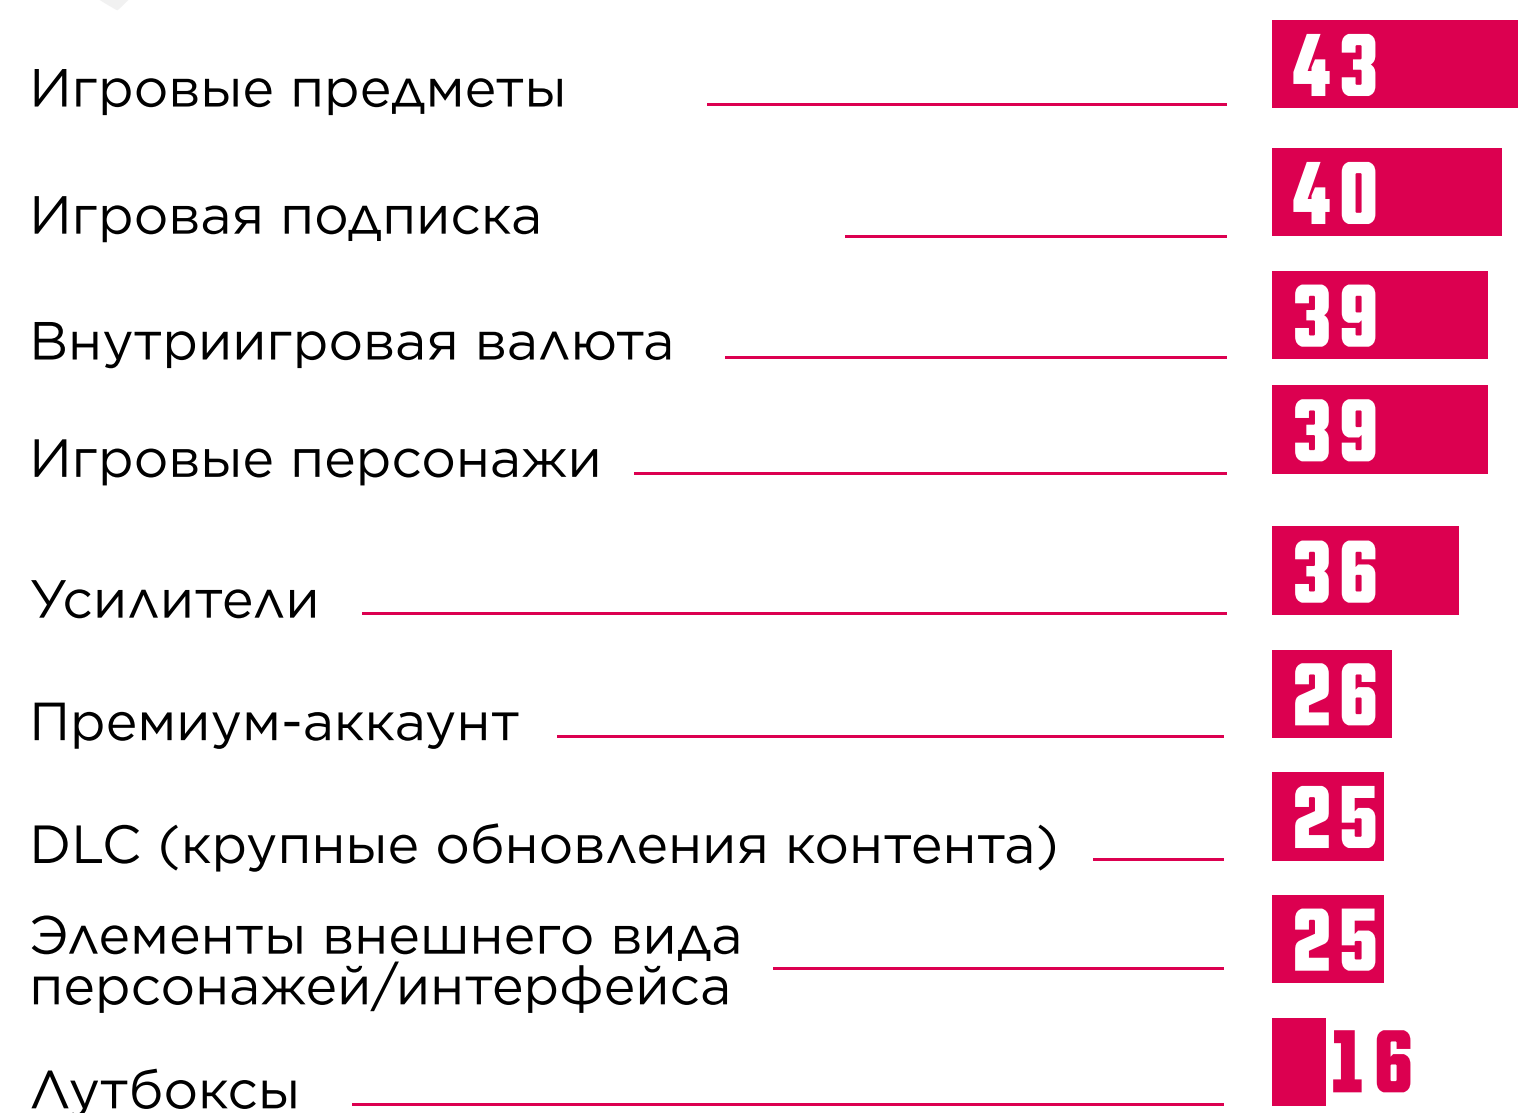 Игровые предметы 43
Игровая подписка 40
Внутриигровая валюта 39
Игровые персонажи 39
Усилители 36
Премиум-аккаунт 26
DLC (крупные обновления контента) 25
Элементы внешнего вида
персонажей/интерфейса 25
Лутбоксы 16